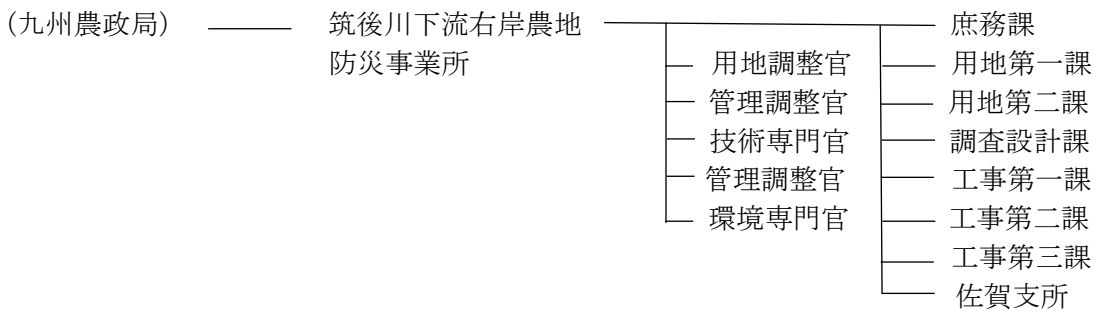 (九州農政局)
筑後川下流右岸農地
防災事業所
用地調整官
管理調整官
技術専門官
管理調整官
環境専門官
庶務課
用地第一課
用地第二課
調査設計課
工事第一課
工事第二課
工事第三課
佐賀支所